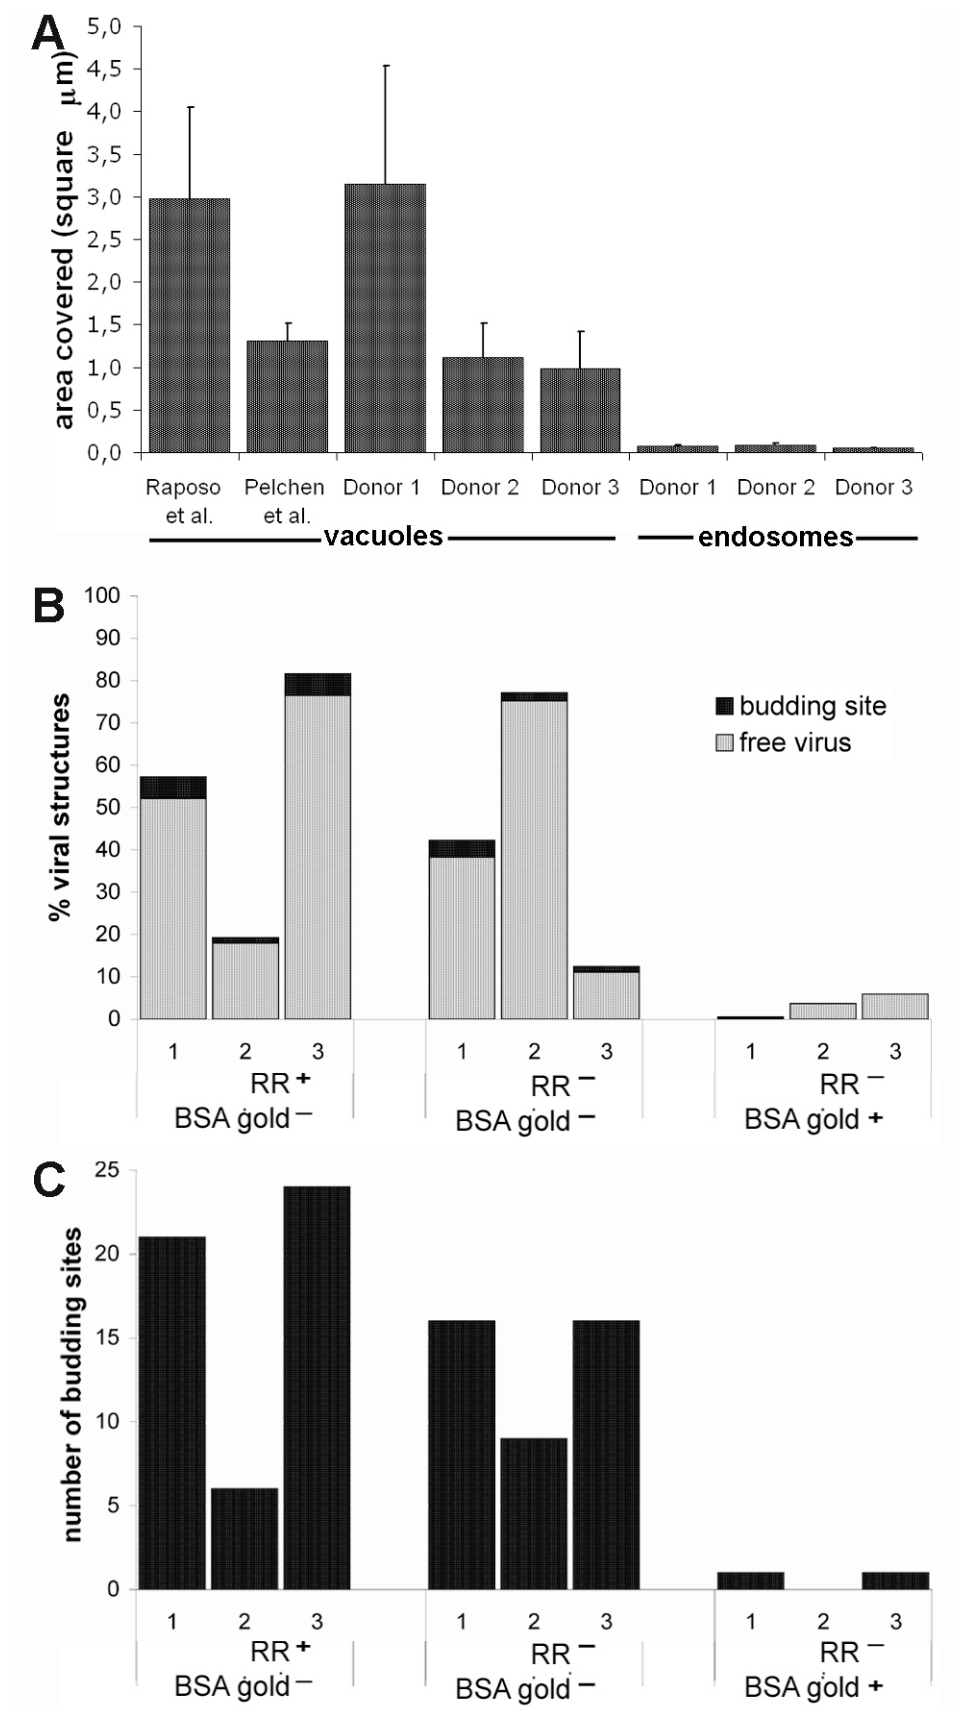 A
area covered (square μm)
5,0
4,5
4,0
3,5
3,0
2,5
2,0
1,5
1,0
0,5
0,0
Raposo Pelchen Donor 1 Donor 2 Donor 3 Donor 1 Donor 2 Donor 3
et al. et al.
vacuoles endosomes
B
% viral structures
100
90
80
70
60
50
40
30
20
10
0
budding site
free virus
1 2 3 1 2 3 1 2 3
RR + RR − RR −
BSA gold − BSA gold − BSA gold +
C
number of budding sites
25
20
15
10
5
0
1 2 3 1 2 3 1 2 3
RR + RR − RR −
BSA gold − BSA gold − BSA gold +